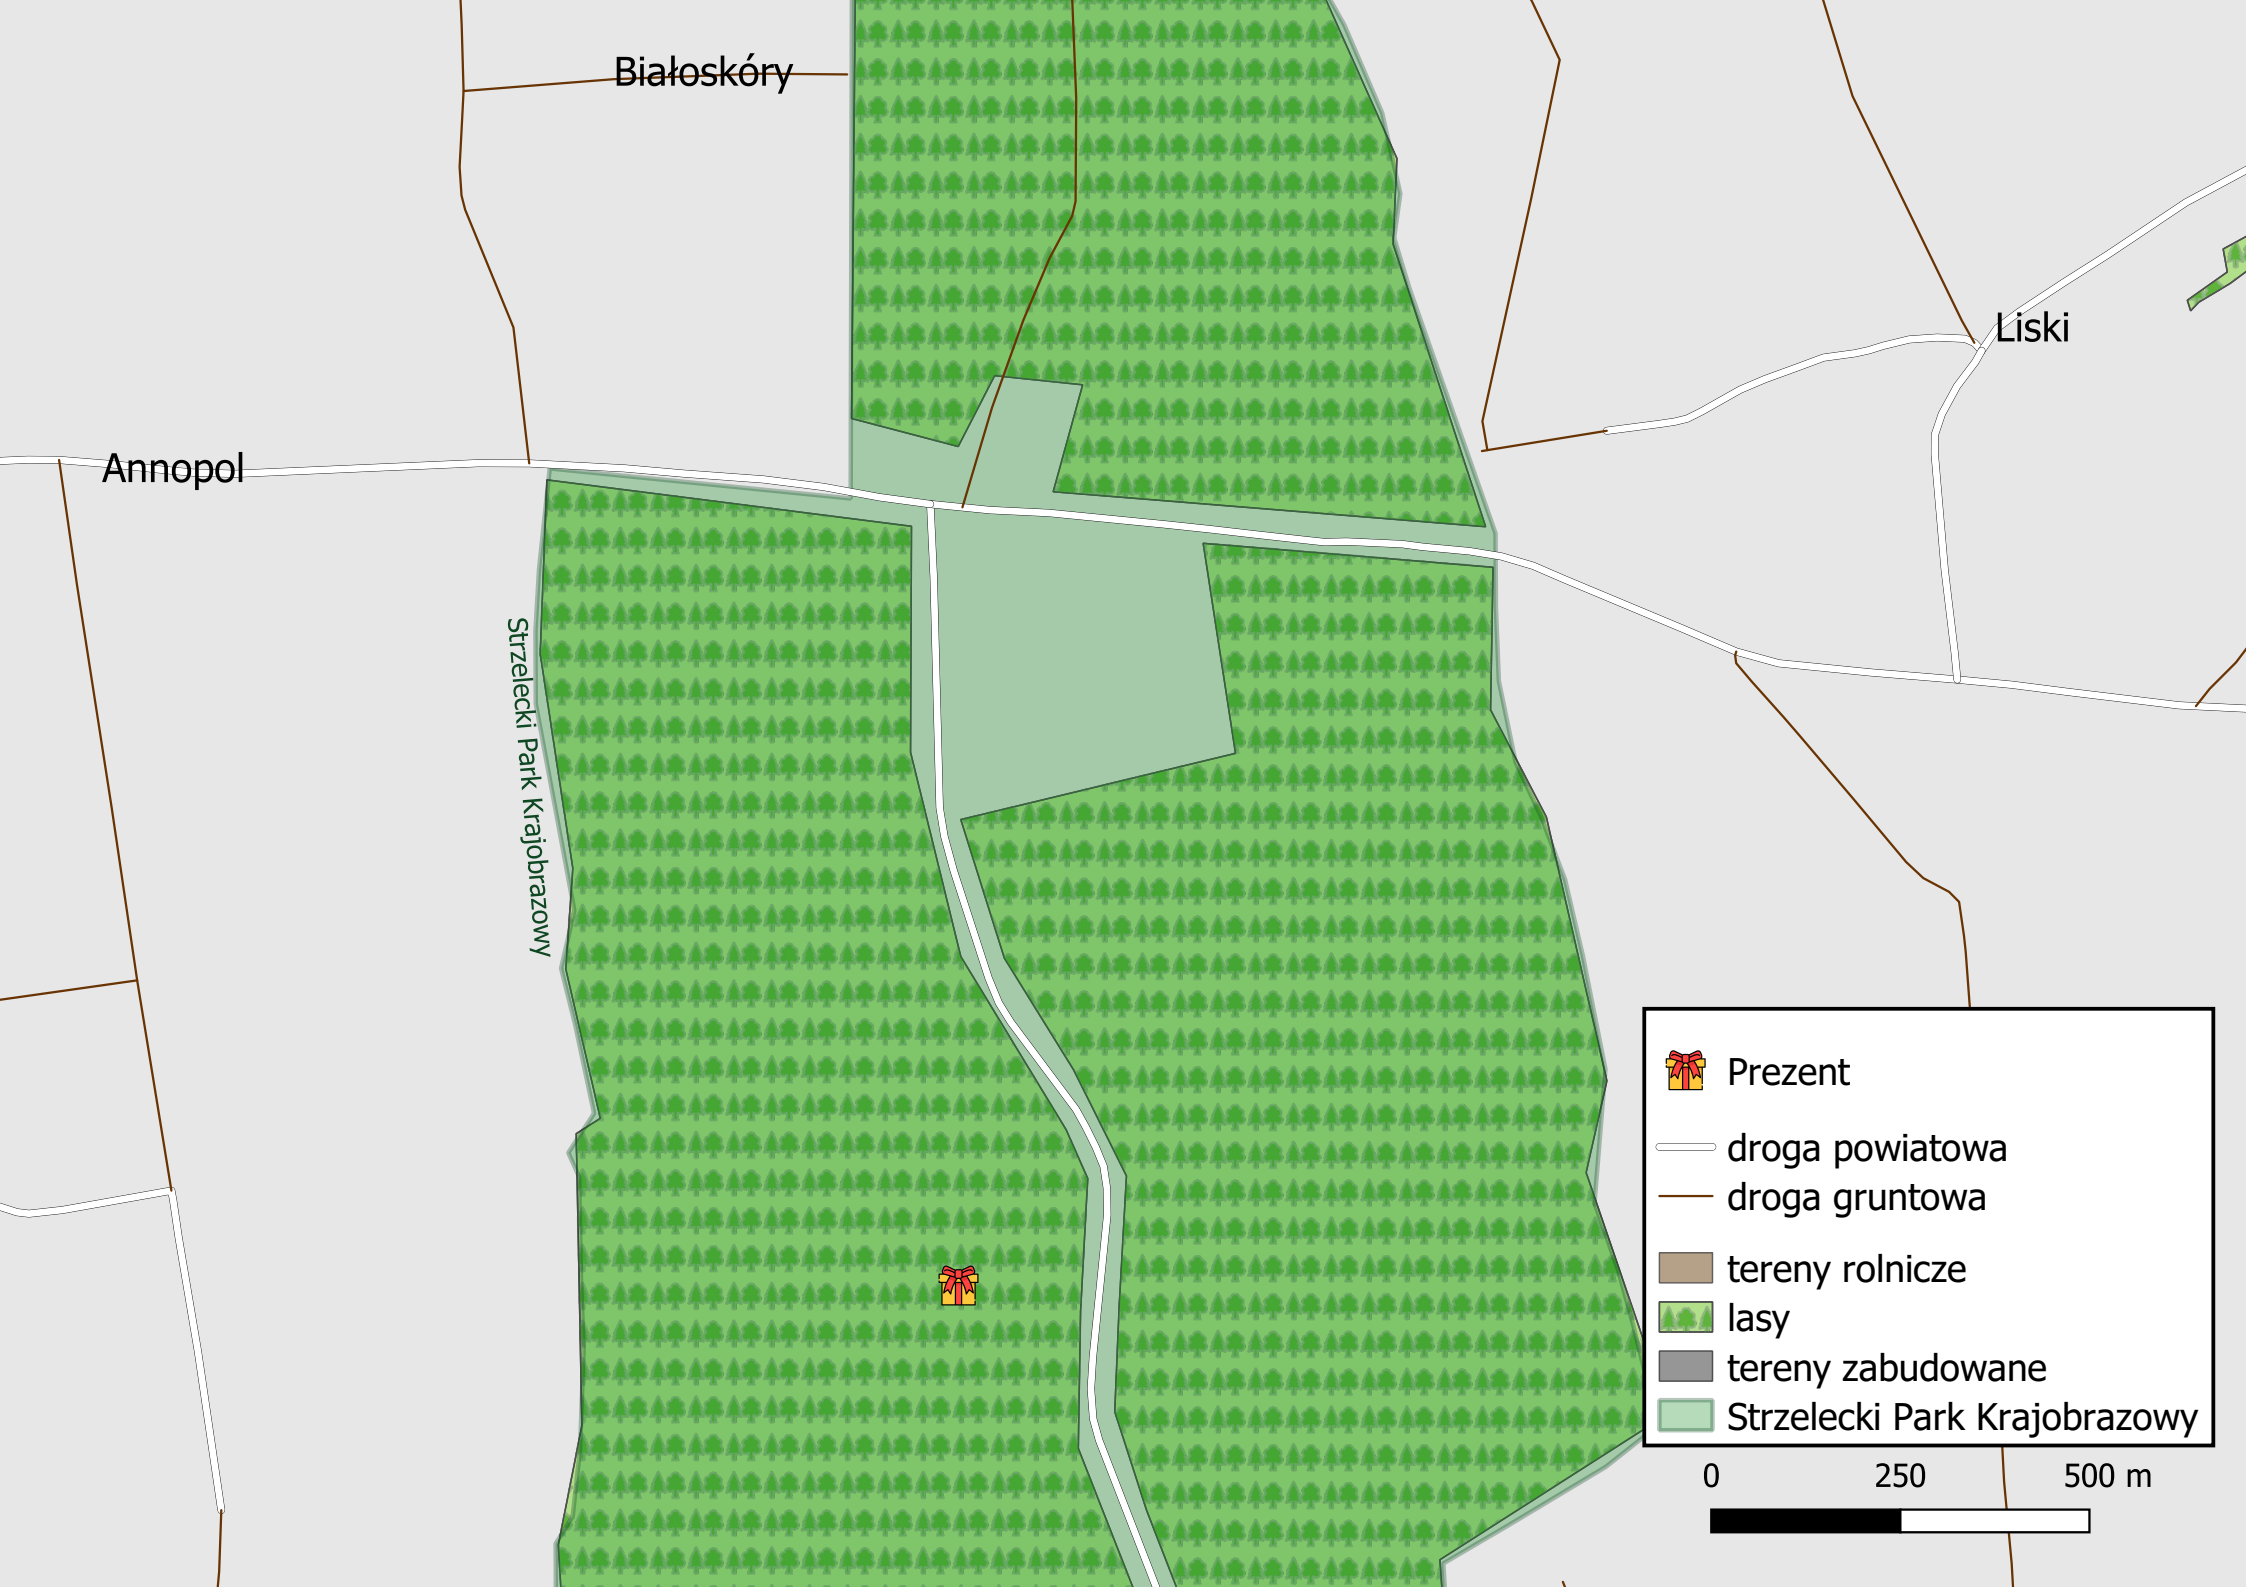 Białoskóry
Liski
Annopol
Strzelecki Park Krajobrazowy
Prezent
droga powiatowa
droga gruntowa
tereny rolnicze
lasy
tereny zabudowane
Strzelecki Park Krajobrazowy
0 250 500 m